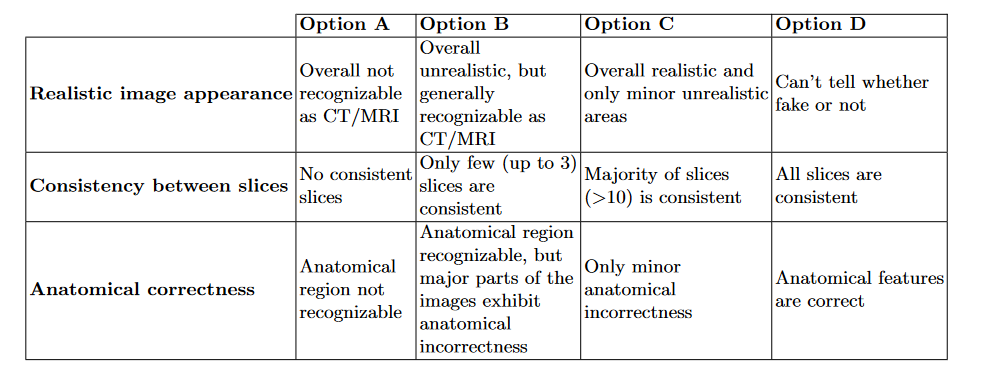 Option A Option B Option C Option D
Realistic image appearance
Overall not
recognizable
as CT/MRI
Overall
unrealistic, but
generally
recognizable as
CT/MRI
Overall realistic and
only minor unrealistic
areas
Can't tell whether
fake or not
Consistency between slices
No consistent
slices
Only few (up to 3)
slices are
consistent
Majority of slices
(>10) is consistent
All slices are
consistent
Anatomical correctness
Anatomical
region not
recognizable
Anatomical region
recognizable, but
major parts of the
images exhibit
anatomical
incorrectness
Only minor
anatomical
incorrectness
Anatomical features
are correct